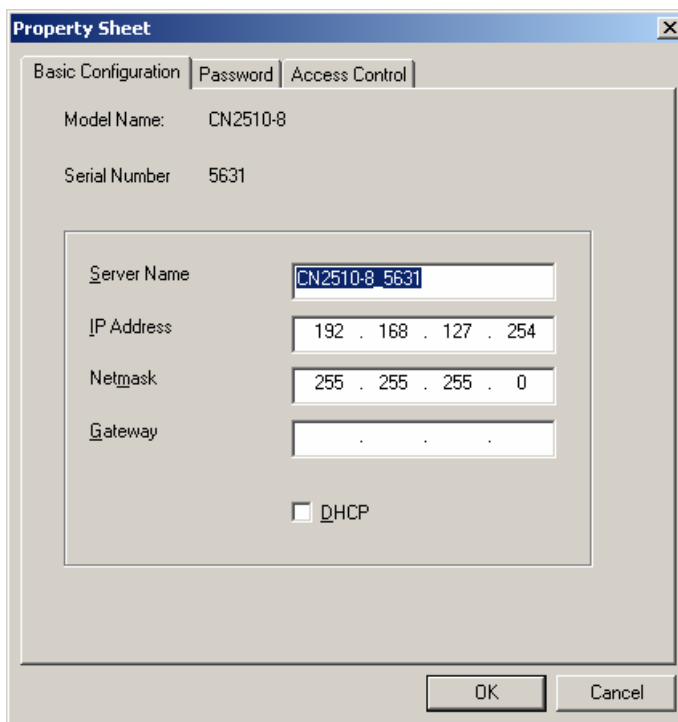 Property Sheet
Basic Configuration Password Access Control
Model Name: CN2510-8
Serial Number 5631
Server Name CN2510-8_5631
IP Address 192 . 168 . 127 . 254
Netmask 255 . 255 . 255 . 0
Gateway . . .
DHCP
OK Cancel